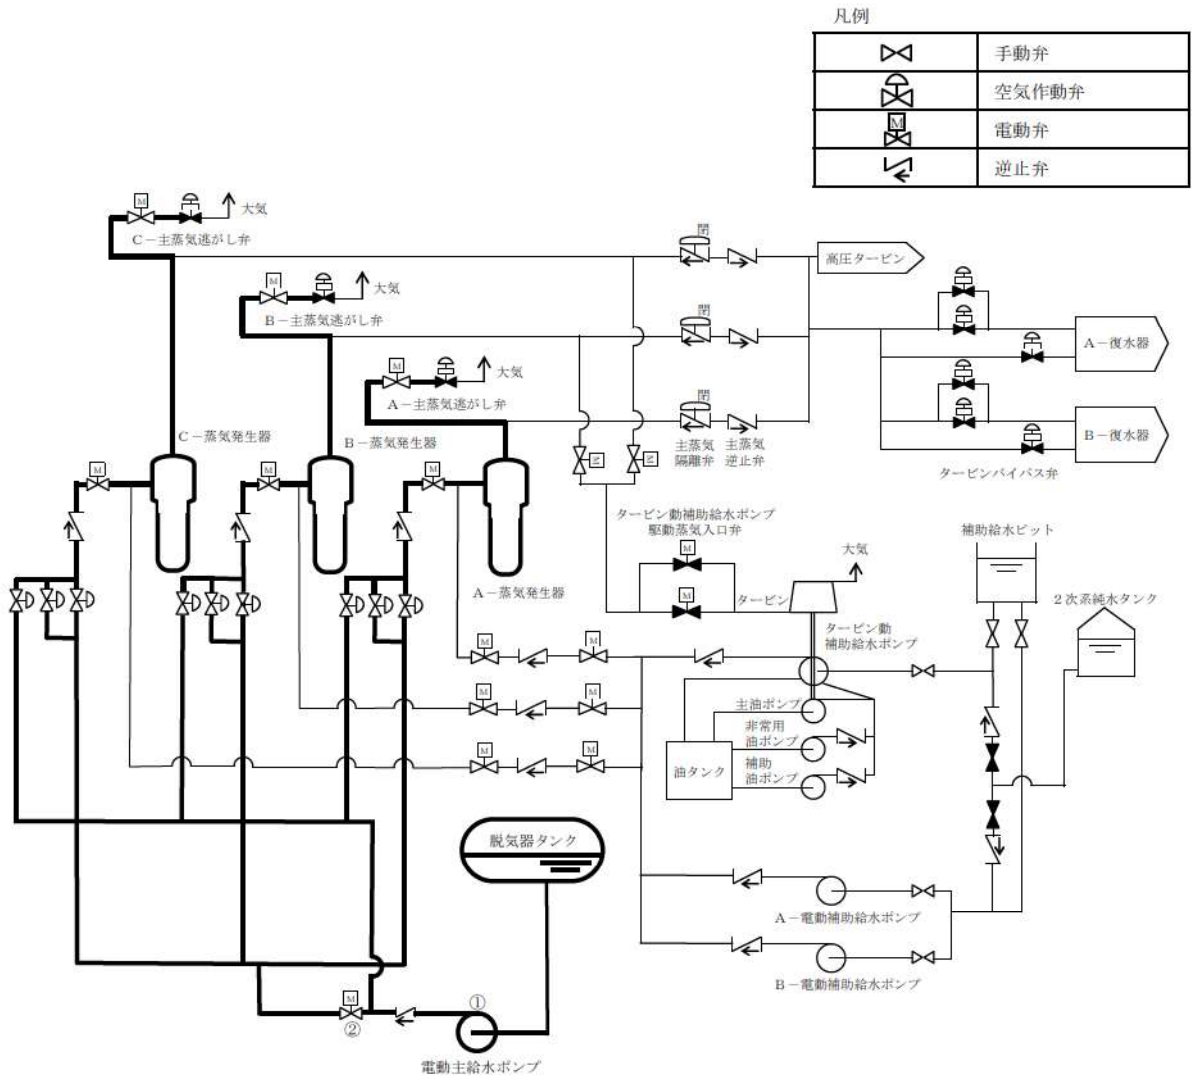 凡例
手動弁
空気作動弁
M
電動弁
逆止弁
M
大気
C－主蒸気逃がし弁
閉
高圧タービン
M
大気
B－主蒸気逃がし弁
A－復水器
M
大気
A－主蒸気逃がし弁
閉
主蒸気
隔離弁
主蒸気
逆止弁
B－復水器
タービンバイパス弁
C－蒸気発生器
B－蒸気発生器
M
M
M
M
M
タービン動補助給水ポンプ
駆動蒸気入口弁
M
M
大気
タービン
補助給水ピット
2次系純水タンク
A－蒸気発生器
タービン動
補助給水ポンプ
M
M
M
M
M
M
主油ポンプ
非常用
油ポンプ
補助
油ポンプ
油タンク
脱気器タンク
A－電動補助給水ポンプ
B－電動補助給水ポンプ
M
②
①
電動主給水ポンプ